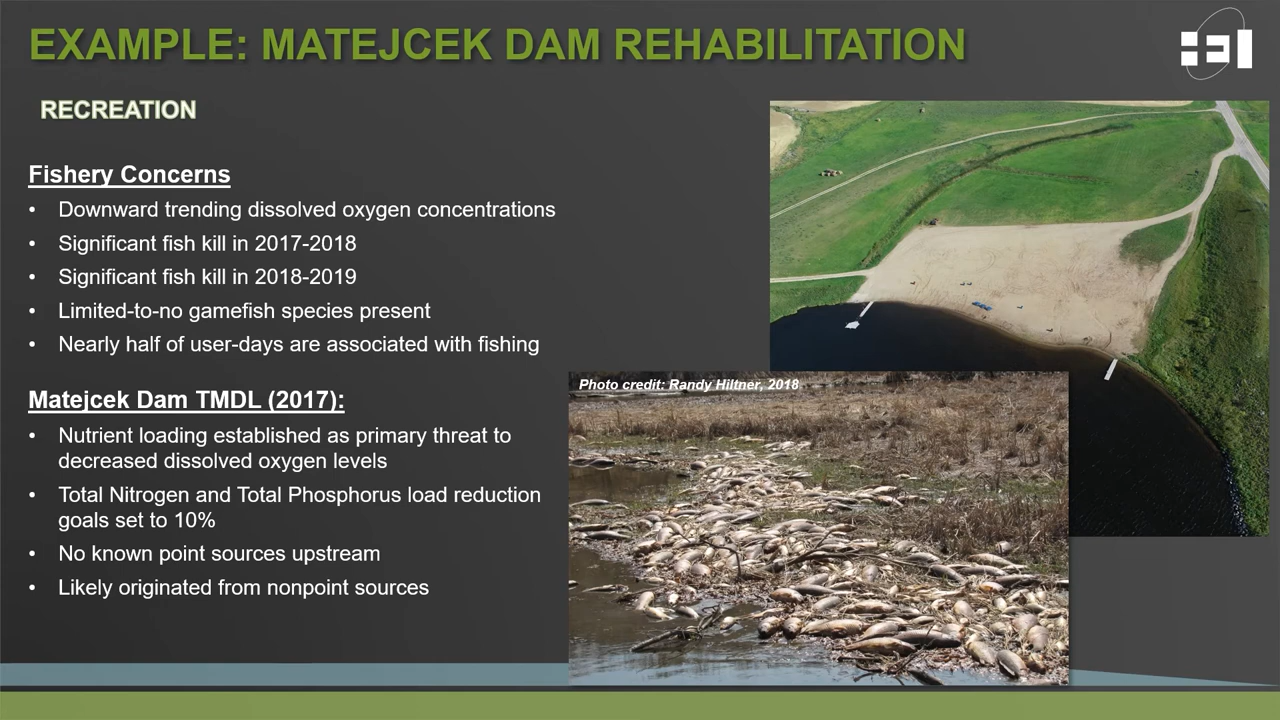 EXAMPLE: MATEJCEK DAM REHABILITATION
RECREATION
Fishery Concerns
• Downward trending dissolved oxygen concentrations
• Significant fish kill in 2017-2018
• Significant fish kill in 2018-2019
• Limited-to-no gamefish species present
• Nearly half of user-days are associated with fishing
Matejcek Dam TMDL (2017):
• Nutrient loading established as primary threat to
decreased dissolved oxygen levels
• Total Nitrogen and Total Phosphorus load reduction
goals set to 10%
• No known point sources upstream
• Likely originated from nonpoint sources
Photo credit: Randy Hiltner, 2018